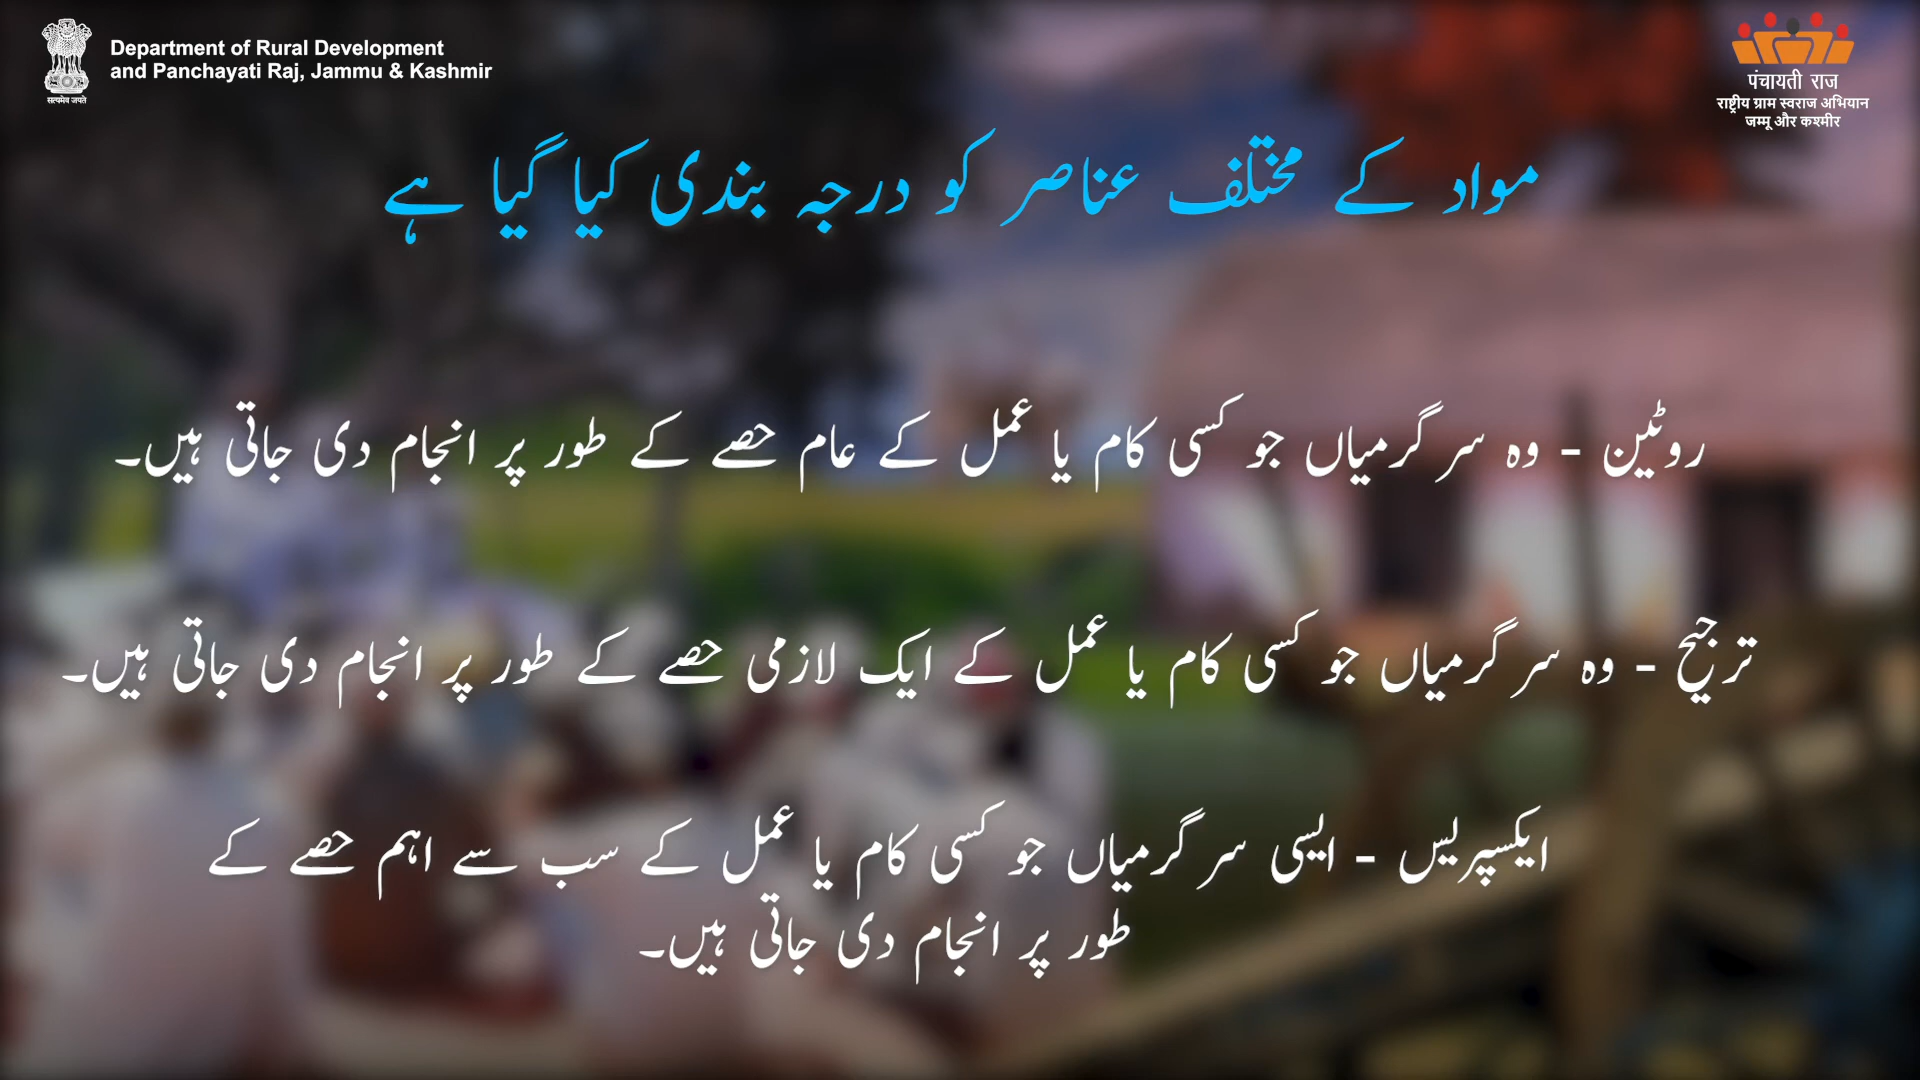 Department of Rural Development
and Panchayati Raj, Jammu & Kashmir
सत्यमेव जयते
पंचायती राज
राष्ट्रीय ग्राम स्वराज अभियान
जम्मू और कश्मीर
مواد کے مختلف عناصر کو درجہ بندی کیا گیا ہے
روٹین - وہ سرگرمیاں جو کسی کام یا عمل کے عام حصے کے طور پر انجام دی جاتی ہیں۔
ترجیح - وہ سرگرمیاں جو کسی کام یا عمل کے ایک لازمی حصے کے طور پر انجام دی جاتی ہیں۔
ایکسپریس - ایسی سرگرمیاں جو کسی کام یا عمل کے سب سے اہم حصے کے
طور پر انجام دی جاتی ہیں۔